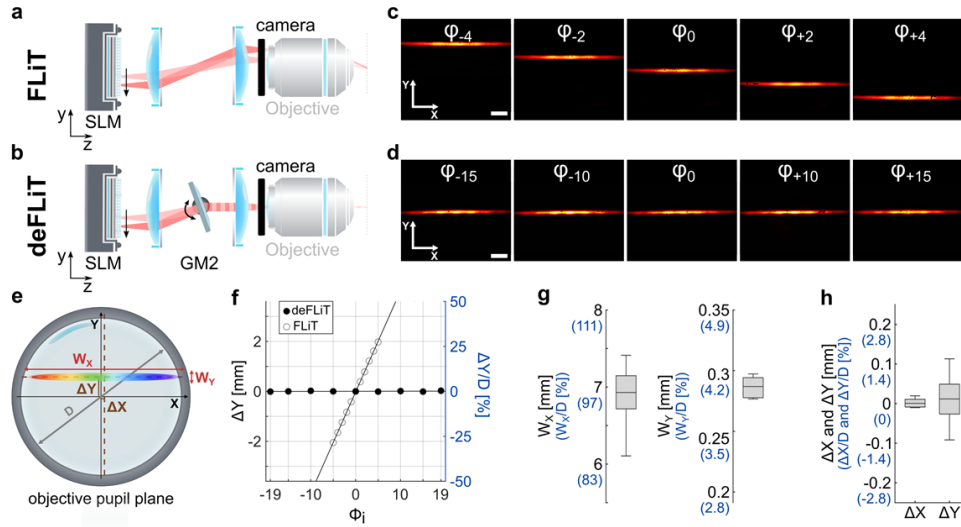 a
FLiT
camera
Objective
SLM
y
z
b
deFLiT
camera
Objective
SLM
GM2
y
z
c
φ-4
φ-2
φ0
φ+2
φ+4
Y
X
d
φ-15
φ-10
φ0
φ+10
φ+15
Y
X
e
Y
WX
WY
ΔY
D
ΔX
X
objective pupil plane
f
deFLiT
FLiT
ΔY [mm]
2
0
-2
50
25
0
-25
-50
ΔY/D [%]
-19
-10
0
10
19
Φi
g
WX [mm]
(WX/D [%])
8
(111)
7
(97)
6
(83)
WY [mm]
(WY/D [%])
0.35
(4.9)
0.3
(4.2)
0.25
(3.5)
0.2
(2.8)
h
ΔX and ΔY [mm]
(ΔX/D and ΔY/D [%])
0.2
(2.8)
0.1
(1.4)
0
(0)
-0.1
(-1.4)
-0.2
(-2.8)
ΔX
ΔY